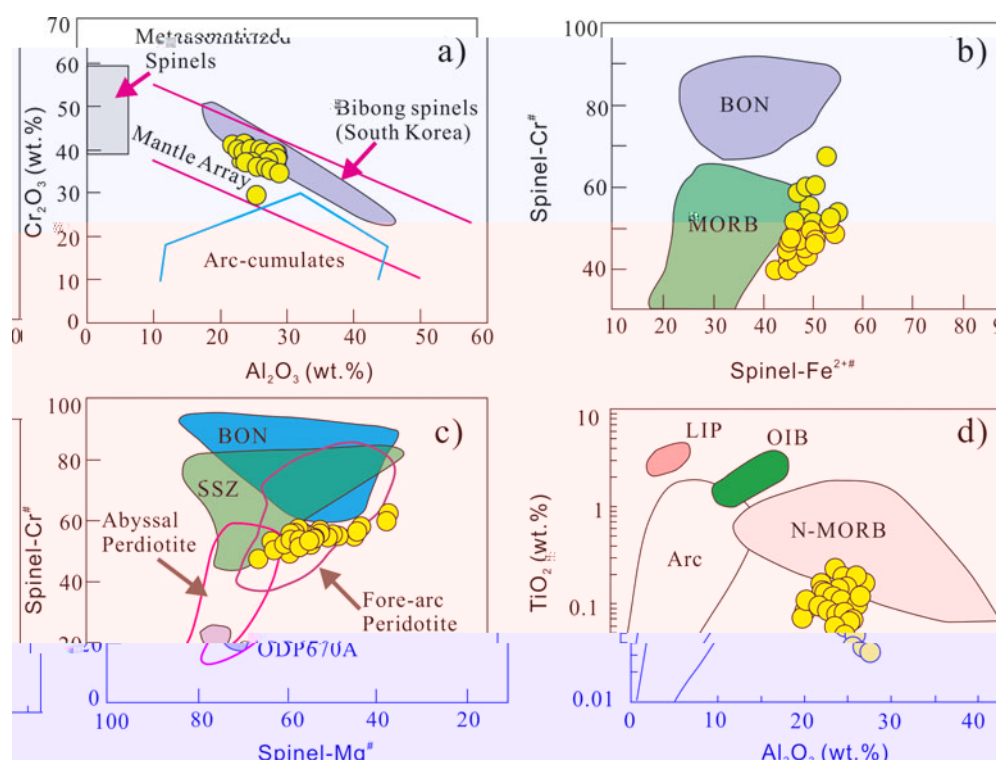 70
60
50
40
30
20
10
0
Cr₂O₃ (wt.%)
Metasomatized
Spinels
a)
Bibong spinels
(South Korea)
Mantle Array
Arc-cumulates
0 10 20 30 40 50 60
Al₂O₃ (wt.%)
100
80
60
40
Spinel-Cr#
b)
BON
MORB
10 20 30 40 50 60 70 80
Spinel-Fe²⁺#
100
80
60
40
20
0
Spinel-Cr#
c)
BON
SSZ
Abyssal
Perdiotite
Fore-arc
Peridotite
ODP670A
100 80 60 40 20
Spinel-Mg#
10
1
0.1
0.01
TiO₂ (wt.%)
d)
LIP
OIB
N-MORB
Arc
0 10 20 30 40
Al₂O₃ (wt.%)